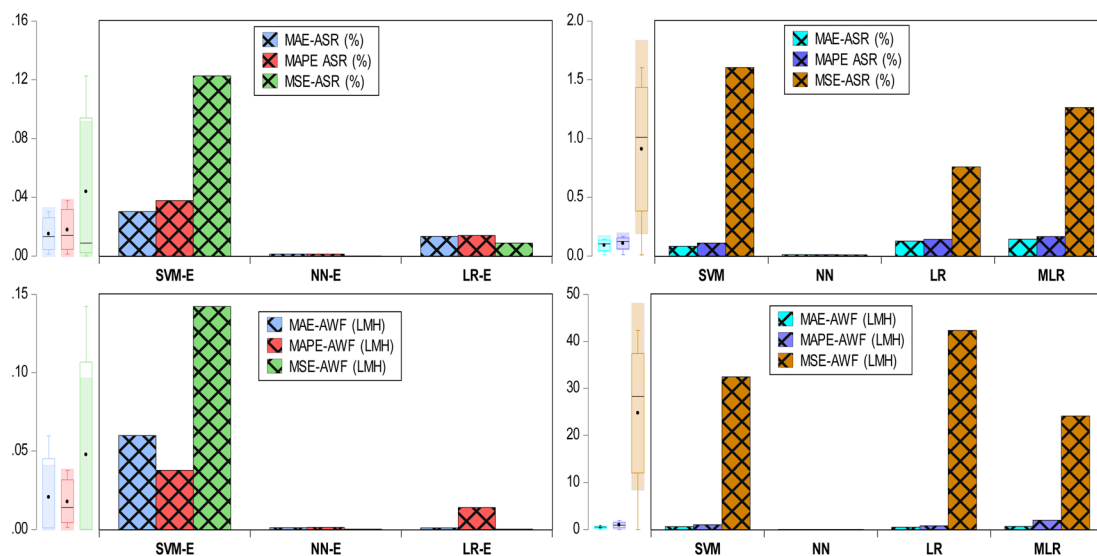 .16
.12
.08
.04
.00
MAE-ASR (%)
MAPE ASR (%)
MSE-ASR (%)
SVM-E NN-E LR-E
2.0
1.5
1.0
0.5
0.0
MAE-ASR (%)
MAPE ASR (%)
MSE-ASR (%)
SVM NN LR MLR
.15
.10
.05
.00
MAE-AWF (LMH)
MAPE-AWF (LMH)
MSE-AWF (LMH)
SVM-E NN-E LR-E
50
40
30
20
10
0
MAE-AWF (LMH)
MAPE-AWF (LMH)
MSE-AWF (LMH)
SVM NN LR MLR